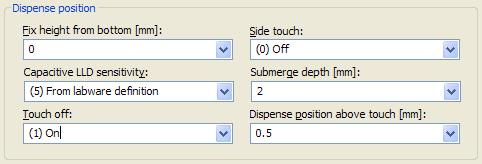 Dispense position
Fix height from bottom [mm]:
0
Side touch:
(0) Off
Capacitive LLD sensitivity:
(5) From labware definition
Submerge depth [mm]:
2
Touch off:
(1) On
Dispense position above touch [mm]:
0.5